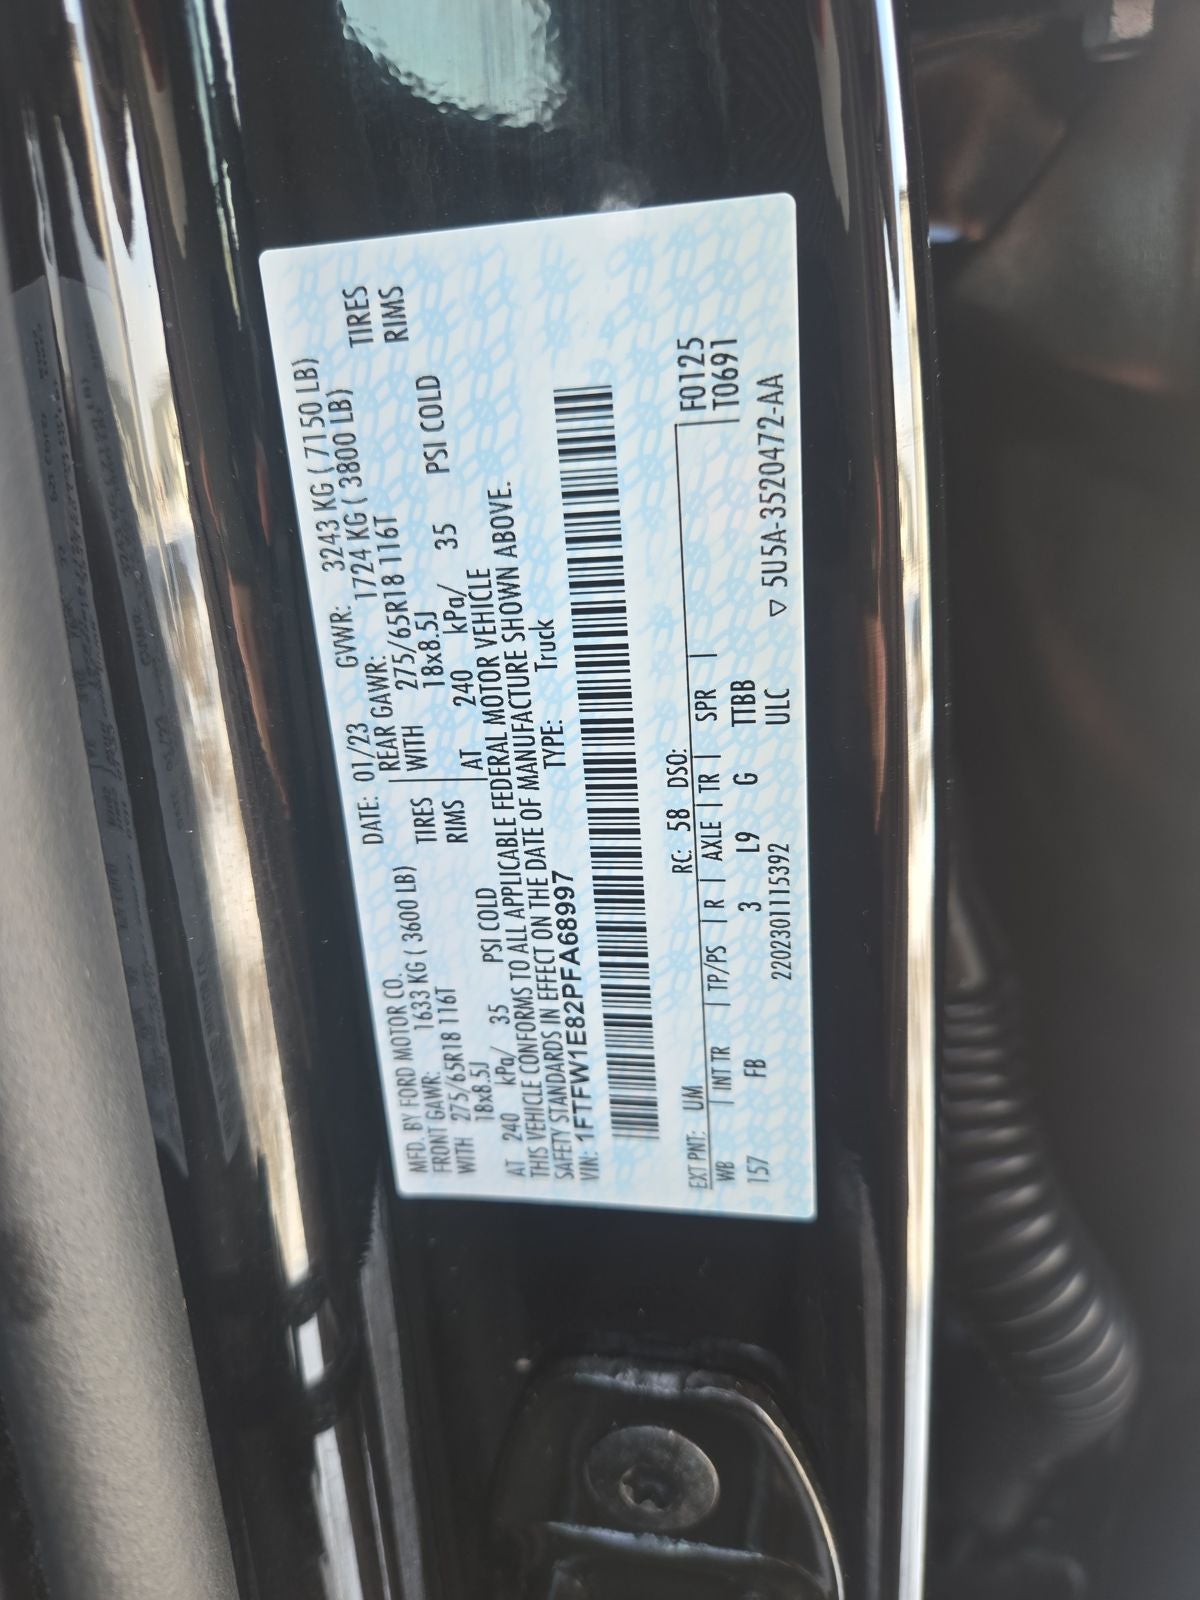 MFD. BY FORD MOTOR CO. DATE: 01/23 GVWR: 3243 KG ( 7150 LB)
FRONT GAWR: 1633 KG ( 3600 LB) REAR GAWR: 1724 KG ( 3800 LB)
WITH 275/65R18 116T TIRES WITH 275/65R18 116T TIRES
18x8.5J RIMS 18x8.5J RIMS
AT 240 kPa/ 35 PSI COLD AT 240 kPa/ 35 PSI COLD
THIS VEHICLE CONFORMS TO ALL APPLICABLE FEDERAL MOTOR VEHICLE
SAFETY STANDARDS IN EFFECT ON THE DATE OF MANUFACTURE SHOWN ABOVE.
VIN: 1FTFW1E82PFA68997 TYPE: Truck
EXT PNT: UM RC: 58 DSO: F0125
WB | INT TR | TP/PS | R | AXLE | TR | SPR | T0691
157 FB 3 L9 G TTBB
2202301115392 ULC ▽ 5U5A-3520472-AA